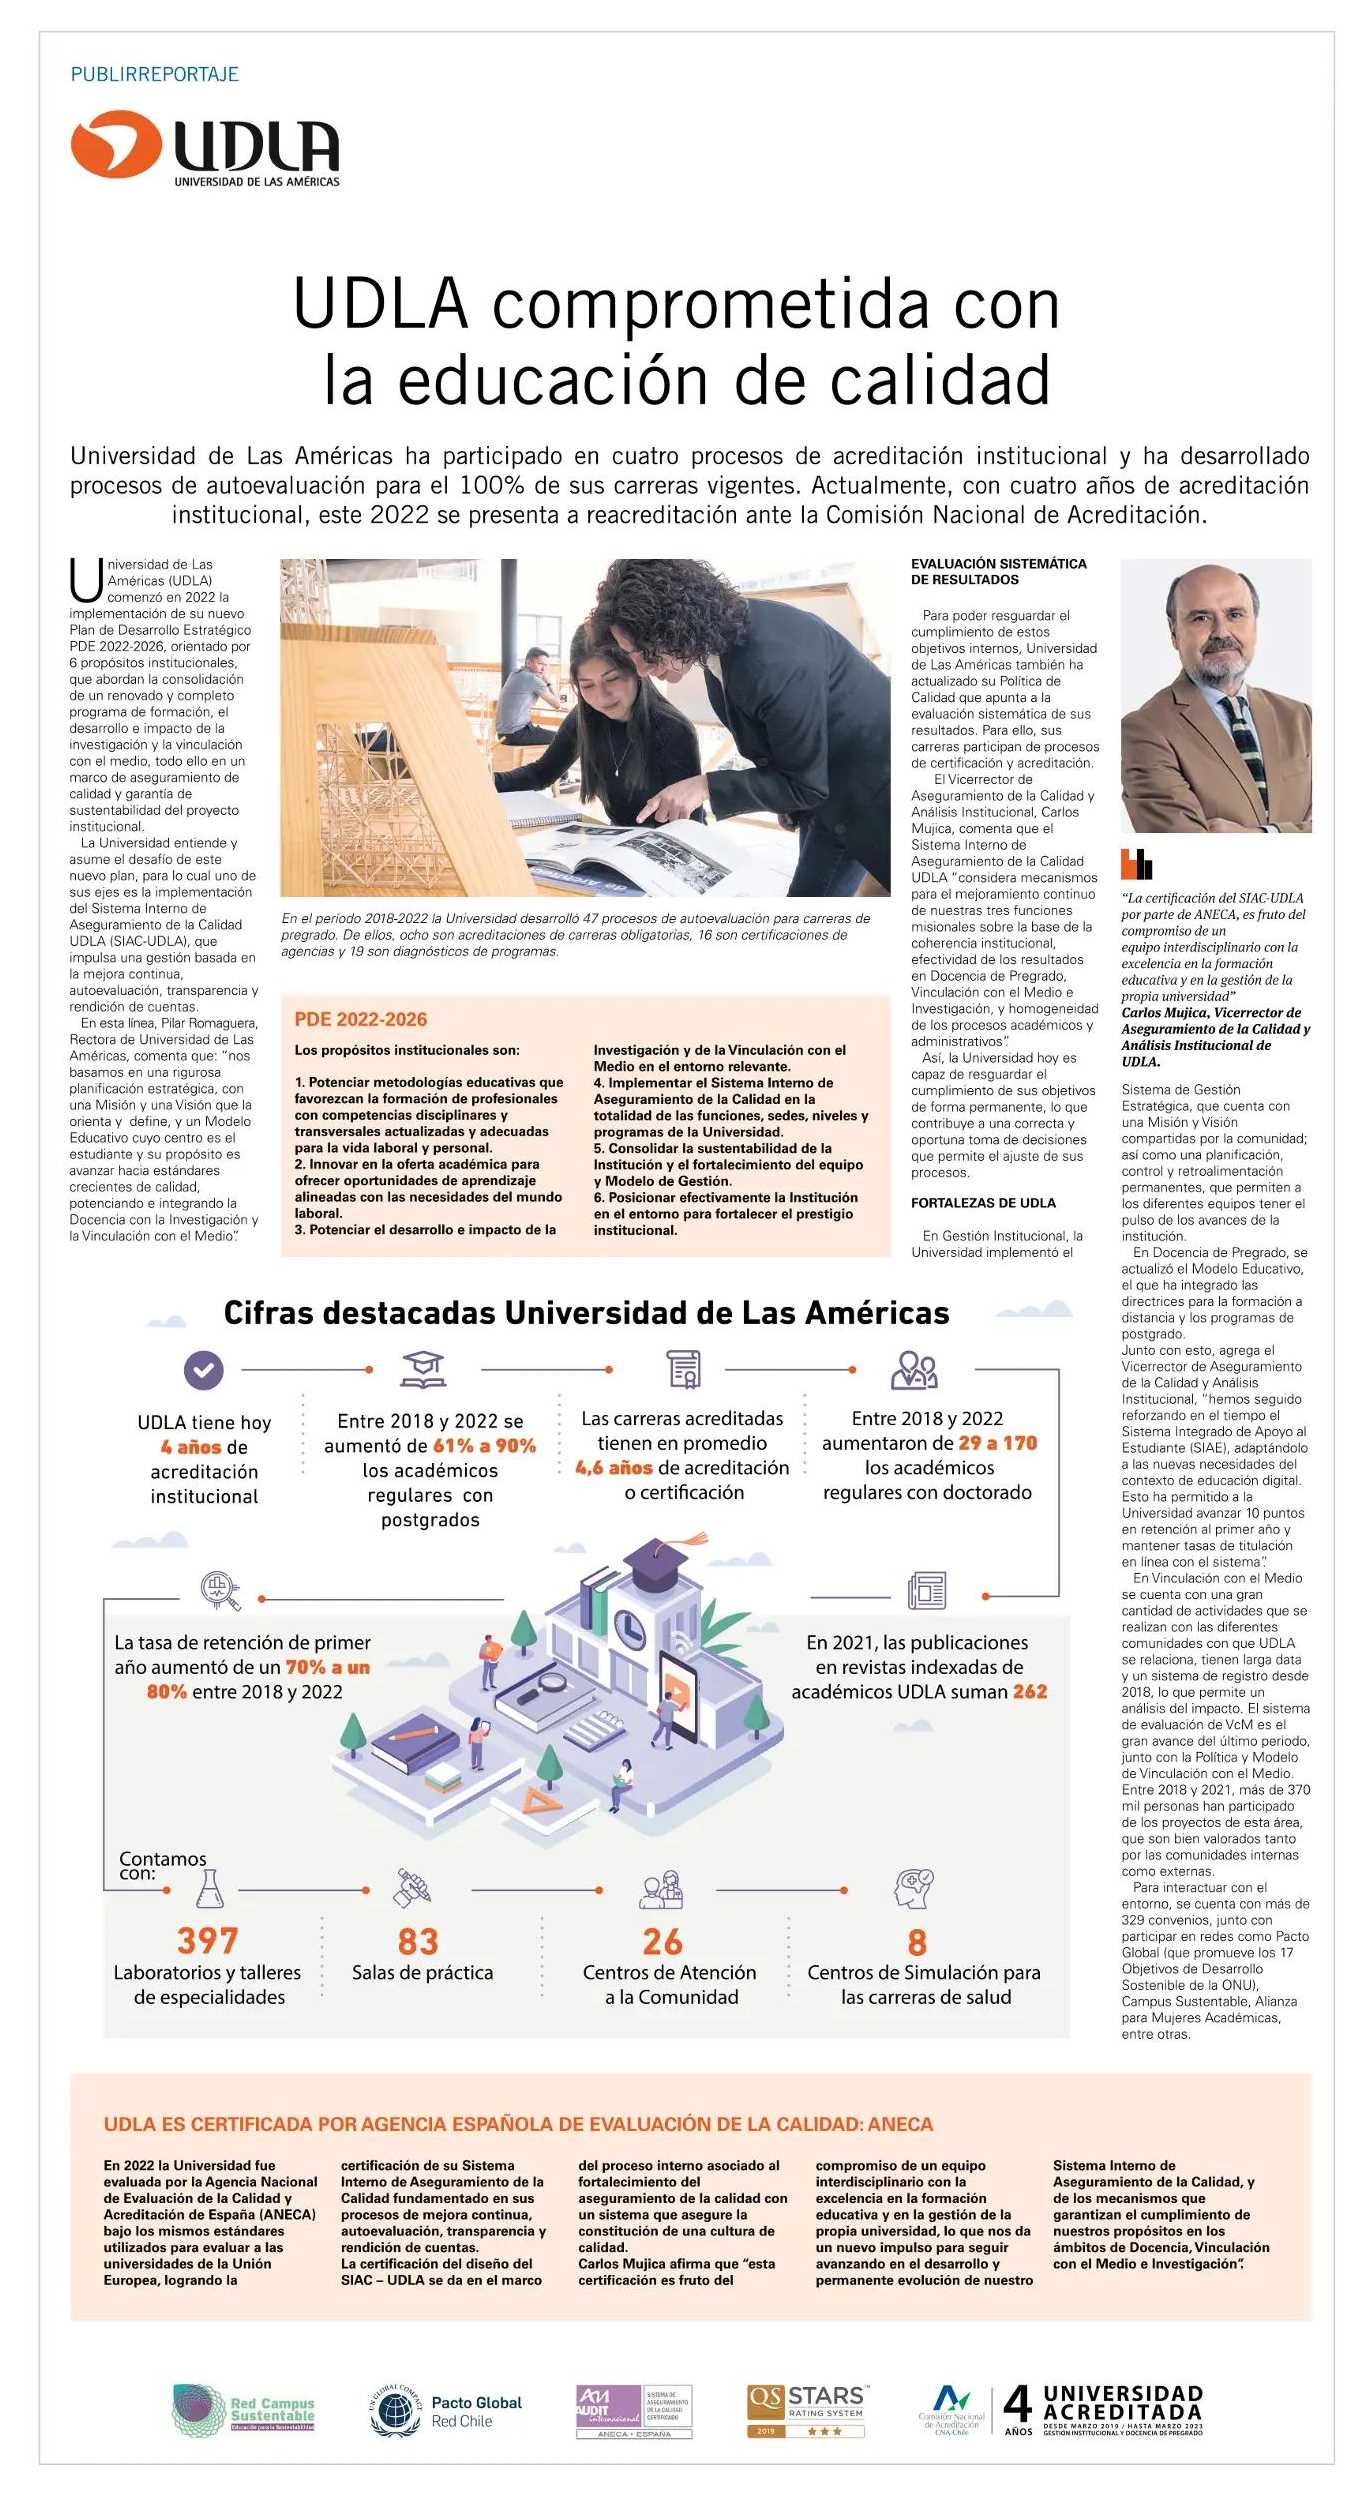 PUBLIRREPORTAJE
UDLA
UNIVERSIDAD DE LAS AMÉRICAS
UDLA comprometida con
la educación de calidad
Universidad de Las Américas ha participado en cuatro procesos de acreditación institucional y ha desarrollado
procesos de autoevaluación para el 100% de sus carreras vigentes. Actualmente, con cuatro años de acreditación
institucional, este 2022 se presenta a reacreditación ante la Comisión Nacional de Acreditación.
Universidad de Las
Américas (UDLA)
comenzó en 2022 la
implementación de su nuevo
Plan de Desarrollo Estratégico
PDE 2022-2026, orientado por
6 propósitos institucionales,
que abordan la consolidación
de un renovado y completo
programa de formación, el
desarrollo e impacto de la
investigación y la vinculación
con el medio, todo ello en un
marco de aseguramiento de
calidad y garantía de
sustentabilidad del proyecto
institucional.
La Universidad entiende y
asume el desafío de este
nuevo plan, para lo cual uno de
sus ejes es la implementación
del Sistema Interno de
Aseguramiento de la Calidad
UDLA (SIAC-UDLA), que
impulsa una gestión basada en
la mejora continua,
autoevaluación, transparencia y
rendición de cuentas.
En esta línea, Pilar Romaguera,
Rectora de Universidad de Las
Américas, comenta que: “nos
basamos en una rigurosa
planificación estratégica, con
una Misión y una Visión que la
orienta y define, y un Modelo
Educativo cuyo centro es el
estudiante y su propósito es
avanzar hacia estándares
crecientes de calidad,
potenciando e integrando la
Docencia con la Investigación y
la Vinculación con el Medio”.
En el período 2018-2022 la Universidad desarrolló 47 procesos de autoevaluación para carreras de
pregrado. De ellos, ocho son acreditaciones de carreras obligatorias, 16 son certificaciones de
agencias y 19 son diagnósticos de programas.
PDE 2022-2026
Los propósitos institucionales son:
1. Potenciar metodologías educativas que
favorezcan la formación de profesionales
con competencias disciplinares y
transversales actualizadas y adecuadas
para la vida laboral y personal.
2. Innovar en la oferta académica para
ofrecer oportunidades de aprendizaje
alineadas con las necesidades del mundo
laboral.
3. Potenciar el desarrollo e impacto de la
Investigación y de la Vinculación con el
Medio en el entorno relevante.
4. Implementar el Sistema Interno de
Aseguramiento de la Calidad en la
totalidad de las funciones, sedes, niveles y
programas de la Universidad.
5. Consolidar la sustentabilidad de la
Institución y el fortalecimiento del equipo
y Modelo de Gestión.
6. Posicionar efectivamente la Institución
en el entorno para fortalecer el prestigio
institucional.
EVALUACIÓN SISTEMÁTICA
DE RESULTADOS
Para poder resguardar el
cumplimiento de estos
objetivos internos, Universidad
de Las Américas también ha
actualizado su Política de
Calidad que apunta a la
evaluación sistemática de sus
resultados. Para ello, sus
carreras participan de procesos
de certificación y acreditación.
El Vicerrector de
Aseguramiento de la Calidad y
Análisis Institucional, Carlos
Mujica, comenta que el
Sistema Interno de
Aseguramiento de la Calidad
UDLA “considera mecanismos
para el mejoramiento continuo
de nuestras tres funciones
misionales sobre la base de la
coherencia institucional,
efectividad de los resultados
en Docencia de Pregrado,
Vinculación con el Medio e
Investigación, y homogeneidad
de los procesos académicos y
administrativos”.
Así, la Universidad hoy es
capaz de resguardar el
cumplimiento de sus objetivos
de forma permanente, lo que
contribuye a una correcta y
oportuna toma de decisiones
que permite el ajuste de sus
procesos.
FORTALEZAS DE UDLA
En Gestión Institucional, la
Universidad implementó el
“La certificación del SIAC-UDLA
por parte de ANECA, es fruto del
compromiso de un
equipo interdisciplinario con la
excelencia en la formación
educativa y en la gestión de la
propia universidad”
Carlos Mujica, Vicerrector de
Aseguramiento de la Calidad y
Análisis Institucional de
UDLA.
Sistema de Gestión
Estratégica, que cuenta con
una Misión y Visión
compartidas por la comunidad;
así como una planificación,
control y retroalimentación
permanentes, que permiten a
los diferentes equipos tener el
pulso de los avances de la
institución.
En Docencia de Pregrado, se
actualizó el Modelo Educativo,
el que ha integrado las
directrices para la formación a
distancia y los programas de
postgrado.
Junto con esto, agrega el
Vicerrector de Aseguramiento
de la Calidad y Análisis
Institucional, “hemos seguido
reforzando en el tiempo el
Sistema Integrado de Apoyo al
Estudiante (SIAE), adaptándolo
a las nuevas necesidades del
contexto de educación digital.
Esto ha permitido a la
Universidad avanzar 10 puntos
en retención al primer año y
mantener tasas de titulación
en línea con el sistema”.
En Vinculación con el Medio
se cuenta con una gran
cantidad de actividades que se
realizan con las diferentes
comunidades con que UDLA
se relaciona, tienen larga data
y un sistema de registro desde
2018, lo que permite un
análisis del impacto. El sistema
de evaluación de VcM es el
gran avance del último periodo,
junto con la Política y Modelo
de Vinculación con el Medio.
Entre 2018 y 2021, más de 370
mil personas han participado
de los proyectos de esta área,
que son bien valorados tanto
por las comunidades internas
como externas.
Para interactuar con el
entorno, se cuenta con más de
329 convenios, junto con
participar en redes como Pacto
Global (que promueve los 17
Objetivos de Desarrollo
Sostenible de la ONU),
Campus Sustentable, Alianza
para Mujeres Académicas,
entre otras.
Cifras destacadas Universidad de Las Américas
UDLA tiene hoy
4 años de
acreditación
institucional
Entre 2018 y 2022 se
aumentó de 61% a 90%
los académicos
regulares con
postgrados
Las carreras acreditadas
tienen en promedio
4,6 años de acreditación
o certificación
Entre 2018 y 2022
aumentaron de 29 a 170
los académicos
regulares con doctorado
La tasa de retención de primer
año aumentó de un 70% a un
80% entre 2018 y 2022
En 2021, las publicaciones
en revistas indexadas de
académicos UDLA suman 262
Contamos
con:
397
Laboratorios y talleres
de especialidades
83
Salas de práctica
26
Centros de Atención
a la Comunidad
8
Centros de Simulación para
las carreras de salud
UDLA ES CERTIFICADA POR AGENCIA ESPAÑOLA DE EVALUACIÓN DE LA CALIDAD: ANECA
En 2022 la Universidad fue
evaluada por la Agencia Nacional
de Evaluación de la Calidad y
Acreditación de España (ANECA)
bajo los mismos estándares
utilizados para evaluar a las
universidades de la Unión
Europea, logrando la
certificación de su Sistema
Interno de Aseguramiento de la
Calidad fundamentado en sus
procesos de mejora continua,
autoevaluación, transparencia y
rendición de cuentas.
La certificación del diseño del
SIAC – UDLA se da en el marco
del proceso interno asociado al
fortalecimiento del
aseguramiento de la calidad con
un sistema que asegure la
constitución de una cultura de
calidad.
Carlos Mujica afirma que “esta
certificación es fruto del
compromiso de un equipo
interdisciplinario con la
excelencia en la formación
educativa y en la gestión de la
propia universidad, lo que nos da
un nuevo impulso para seguir
avanzando en el desarrollo y
permanente evolución de nuestro
Sistema Interno de
Aseguramiento de la Calidad, y
de los mecanismos que
garantizan el cumplimiento de
nuestros propósitos en los
ámbitos de Docencia, Vinculación
con el Medio e Investigación”.
Red Campus
Sustentable
Educación para la Sustentabilidad
UN GLOBAL COMPACT
Pacto Global
Red Chile
AUDIT
internacional
SISTEMA DE
ASEGURAMIENTO
DE LA CALIDAD
CERTIFICADO
ANECA • ESPAÑA
QS STARS™
RATING SYSTEM
2019
Comisión Nacional
de Acreditación
CNA-Chile
4
AÑOS
UNIVERSIDAD
ACREDITADA
DESDE MARZO 2019 / HASTA MARZO 2023
GESTION INSTITUCIONAL Y DOCENCIA DE PREGRADO